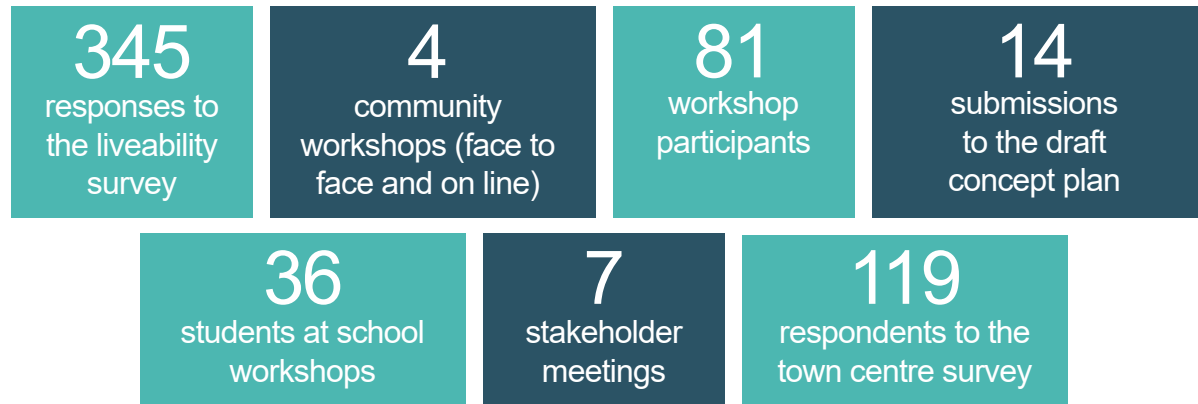 345
responses to
the liveability
survey
4
community
workshops (face to
face and on line)
81
workshop
participants
14
submissions
to the draft
concept plan
36
students at school
workshops
7
stakeholder
meetings
119
respondents to the
town centre survey